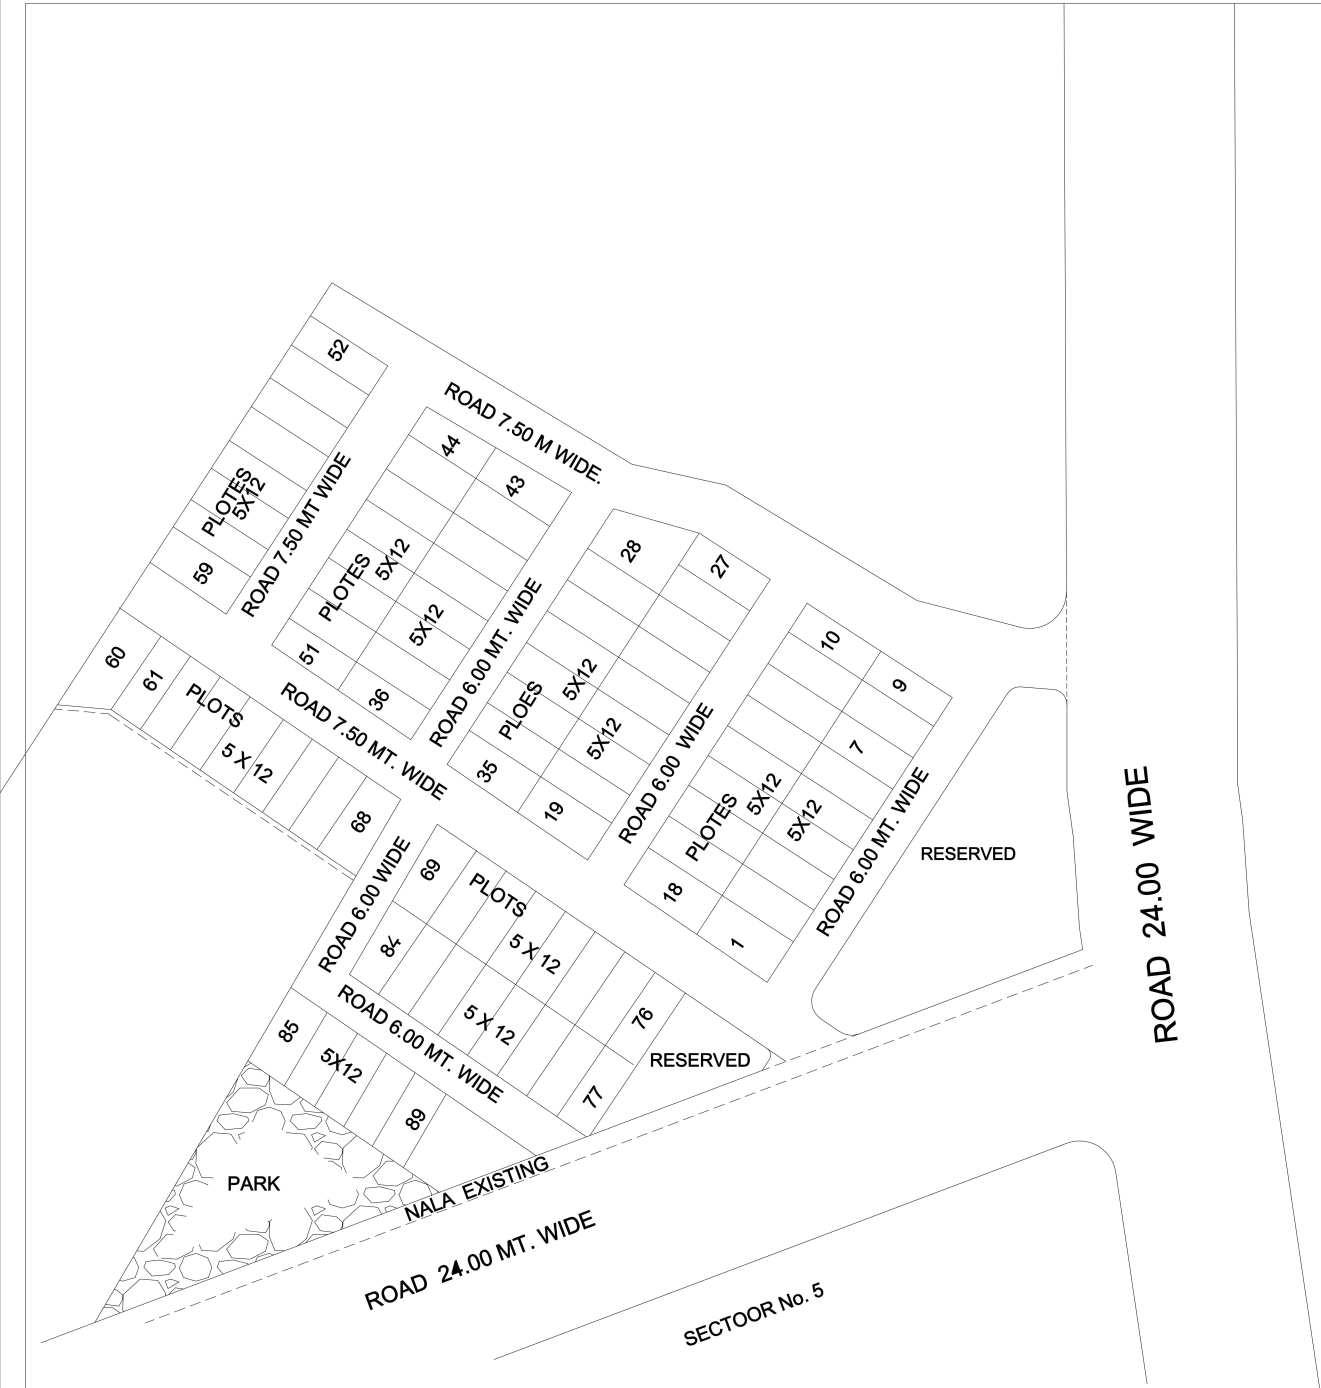 52
ROAD 7.50 M WIDE.
44
43
PLOTES
5X12
ROAD 7.50 MT WIDE
59
28
27
PLOTES
5X12
5X12
ROAD 6.00 MT. WIDE
51
36
10
9
7
60
61
PLOTS
5 X 12
68
ROAD 7.50 MT. WIDE
PLOES
5X12
5X12
35
19
ROAD 6.00 WIDE
PLOTES
5X12
5X12
18
1
ROAD 6.00 MT. WIDE
RESERVED
ROAD 24.00 WIDE
ROAD 6.00 WIDE
69
PLOTS
5 X 12
84
5 X 12
76
77
RESERVED
ROAD 6.00 MT. WIDE
85
5X12
89
PARK
NALA EXISTING
ROAD 24.00 MT. WIDE
SECTOOR No. 5